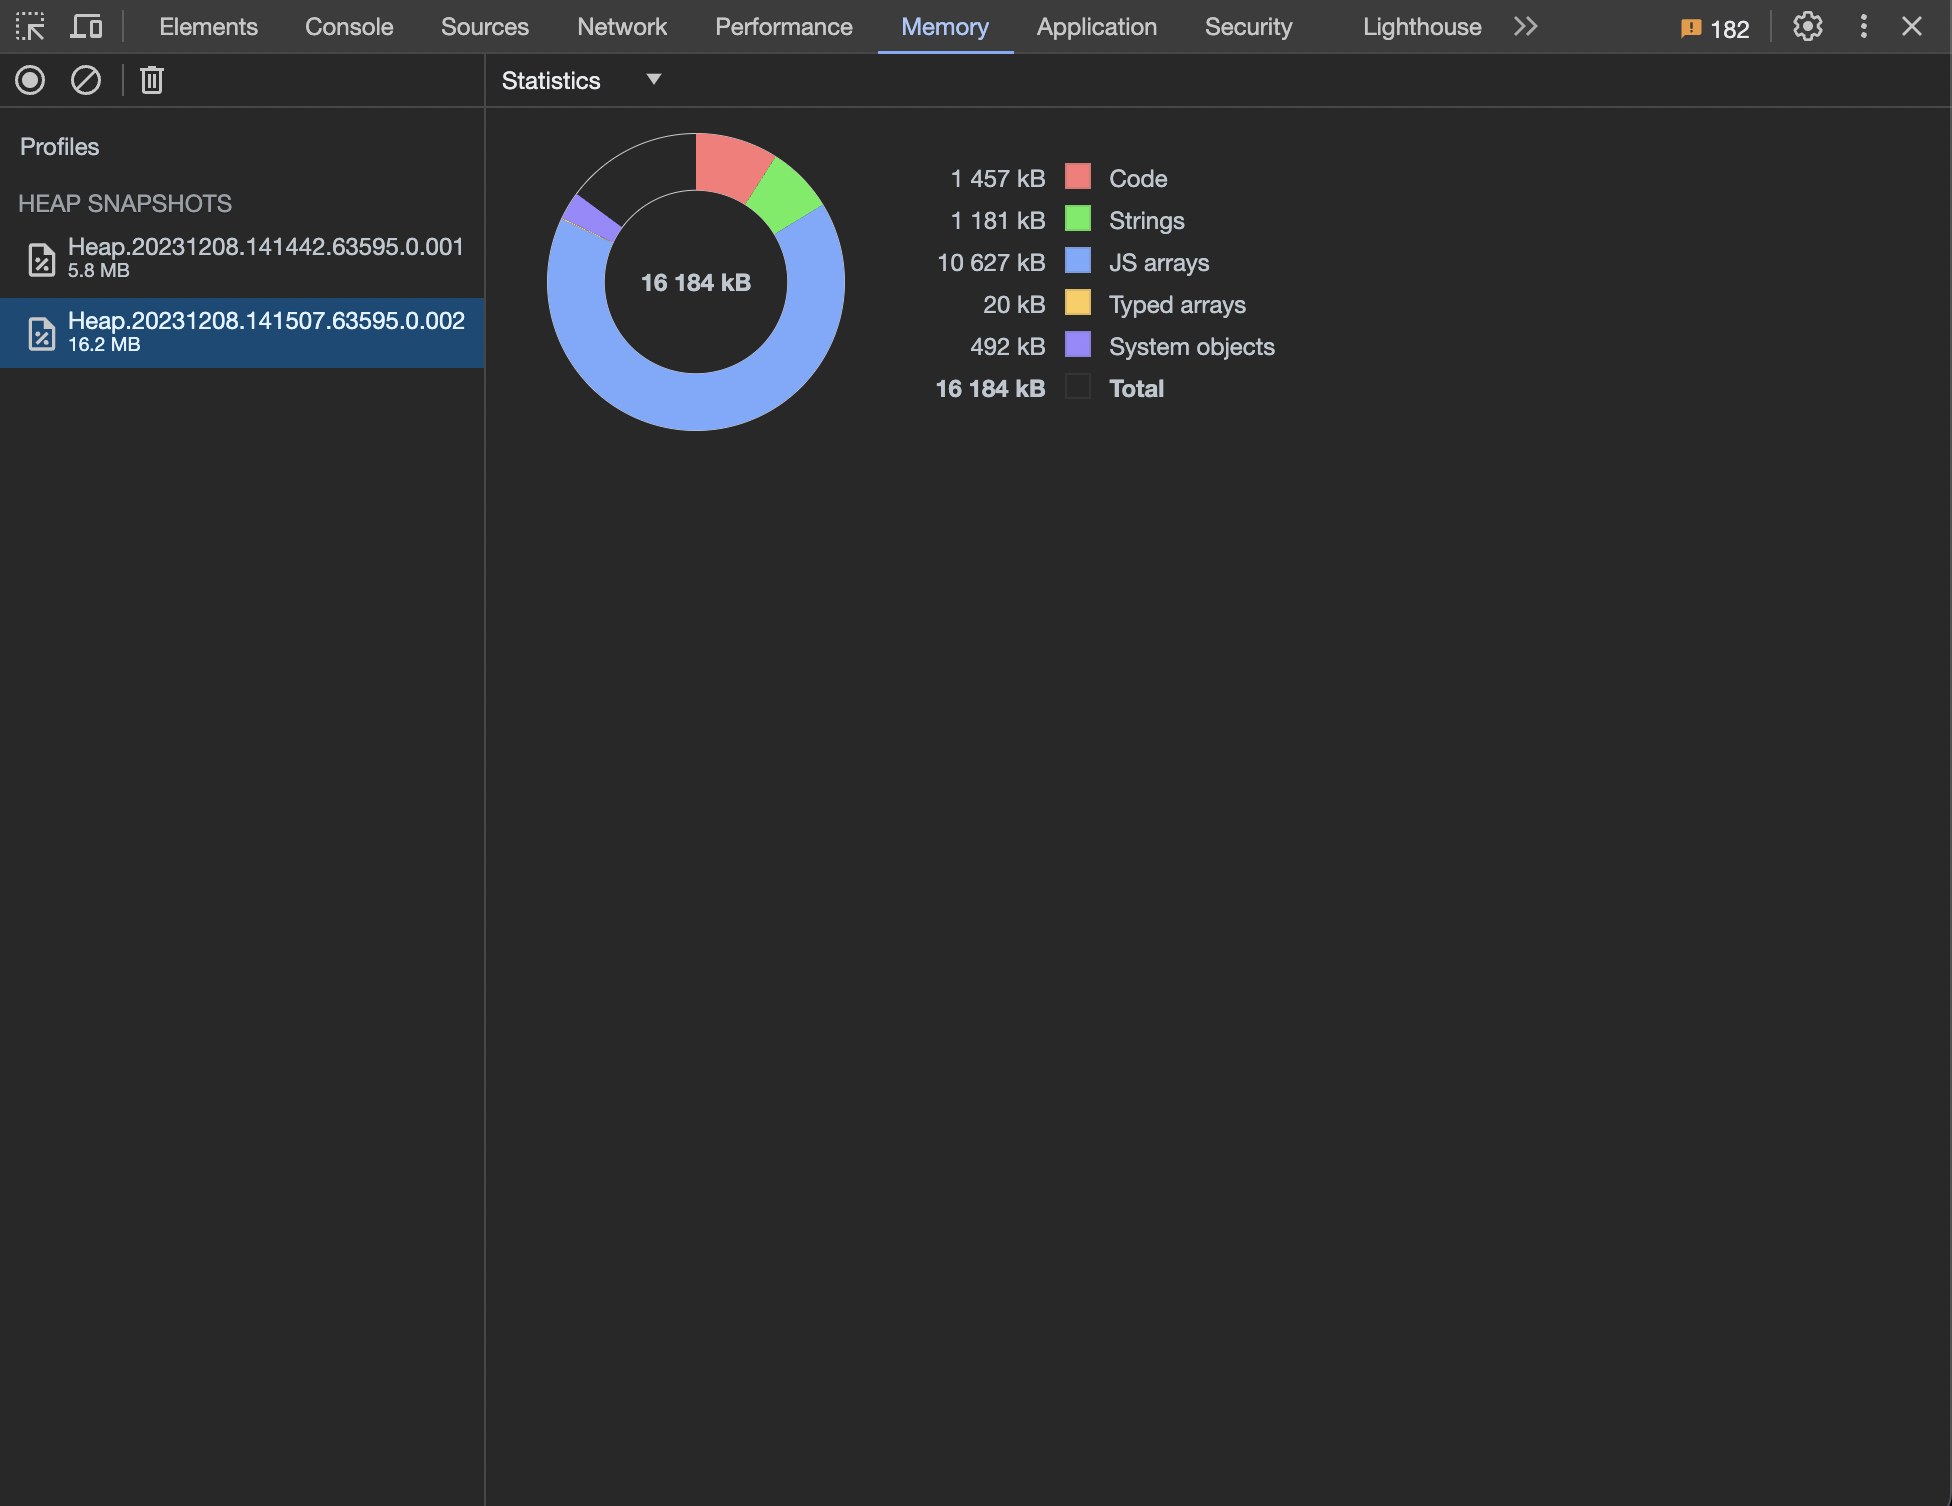 Elements Console Sources Network Performance Memory Application Security Lighthouse 182
Statistics
Profiles
HEAP SNAPSHOTS
Heap.20231208.141442.63595.0.001
5.8 MB
Heap.20231208.141507.63595.0.002
16.2 MB
16 184 kB
1 457 kB Code
1 181 kB Strings
10 627 kB JS arrays
20 kB Typed arrays
492 kB System objects
16 184 kB Total